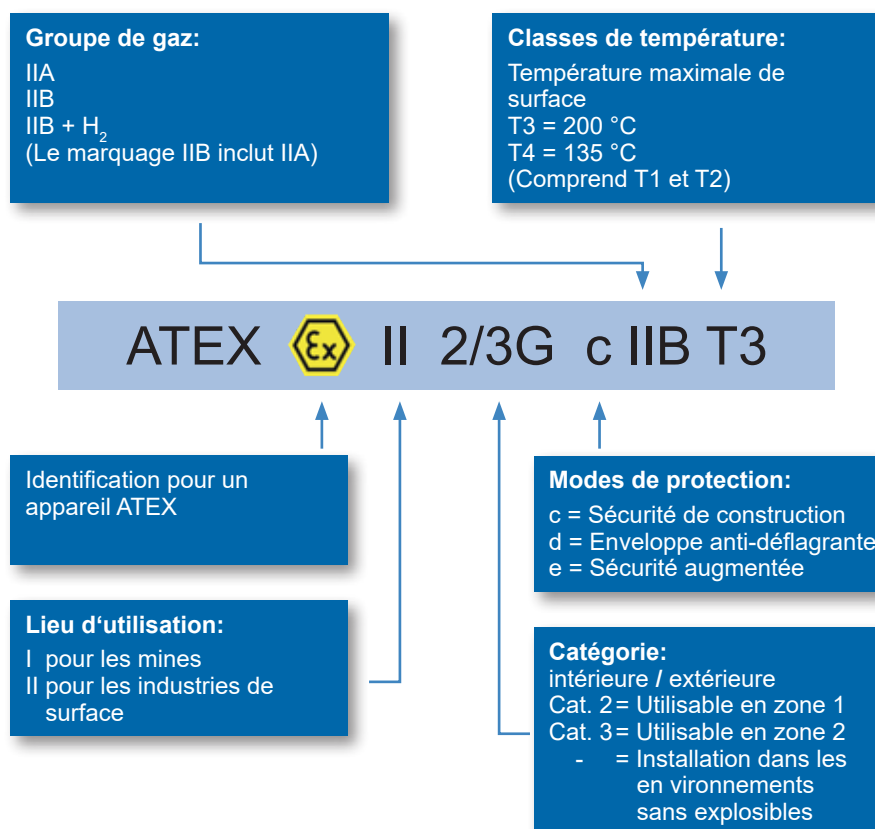 Groupe de gaz:
IIA
IIB
IIB + H₂
(Le marquage IIB inclut IIA)
Classes de température:
Température maximale de
surface
T3 = 200 °C
T4 = 135 °C
(Comprend T1 et T2)
ATEX Ex II 2/3G c IIB T3
Identification pour un
appareil ATEX
Lieu d‘utilisation:
I pour les mines
II pour les industries de
surface
Modes de protection:
c = Sécurité de construction
d = Enveloppe anti-déflagrante
e = Sécurité augmentée
Catégorie:
intérieure / extérieure
Cat. 2 = Utilisable en zone 1
Cat. 3 = Utilisable en zone 2
- = Installation dans les
en vironnements
sans explosibles